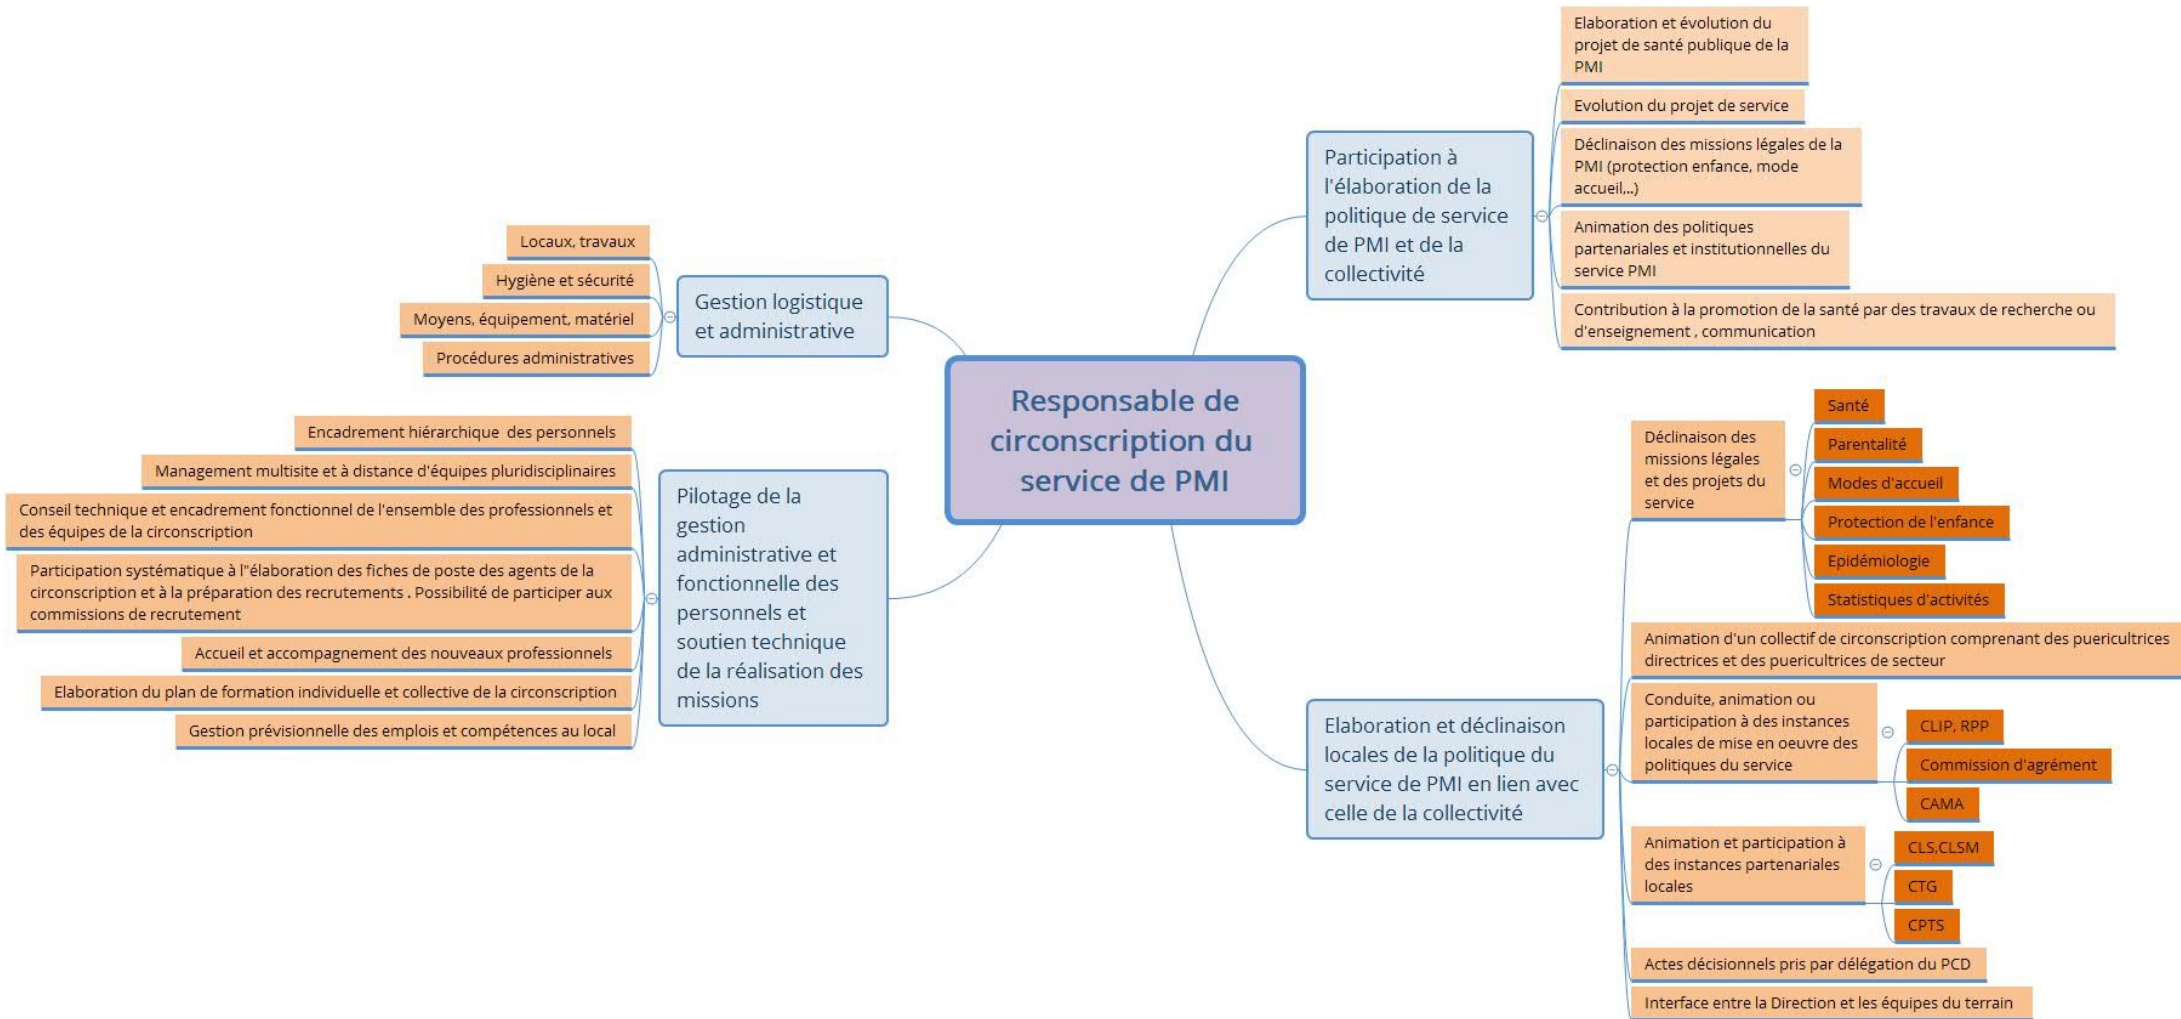 Responsable de
circonscription du
service de PMI
Participation à
l'élaboration de la
politique de service
de PMI et de la
collectivité
Elaboration et évolution du
projet de santé publique de la
PMI
Evolution du projet de service
Déclinaison des missions légales de la
PMI (protection enfance, mode
accueil,..)
Animation des politiques
partenariales et institutionnelles du
service PMI
Contribution à la promotion de la santé par des travaux de recherche ou
d'enseignement , communication
Elaboration et déclinaison
locales de la politique du
service de PMI en lien avec
celle de la collectivité
Déclinaison des
missions légales
et des projets du
service
Santé
Parentalité
Modes d'accueil
Protection de l'enfance
Epidémiologie
Statistiques d'activités
Animation d'un collectif de circonscription comprenant des puericultrices
directrices et des puericultrices de secteur
Conduite, animation ou
participation à des instances
locales de mise en oeuvre des
politiques du service
CLIP, RPP
Commission d'agrément
CAMA
Animation et participation à
des instances partenariales
locales
CLS,CLSM
CTG
CPTS
Actes décisionnels pris par délégation du PCD
Interface entre la Direction et les équipes du terrain
Gestion logistique
et administrative
Locaux, travaux
Hygiène et sécurité
Moyens, équipement, matériel
Procédures administratives
Pilotage de la
gestion
administrative et
fonctionnelle des
personnels et
soutien technique
de la réalisation des
missions
Encadrement hiérarchique  des personnels
Management multisite et à distance d'équipes pluridisciplinaires
Conseil technique et encadrement fonctionnel de l'ensemble des professionnels et
des équipes de la circonscription
Participation systématique à l"élaboration des fiches de poste des agents de la
circonscription et à la préparation des recrutements . Possibilité de participer aux
commissions de recrutement
Accueil et accompagnement des nouveaux professionnels
Elaboration du plan de formation individuelle et collective de la circonscription
Gestion prévisionnelle des emplois et compétences au local